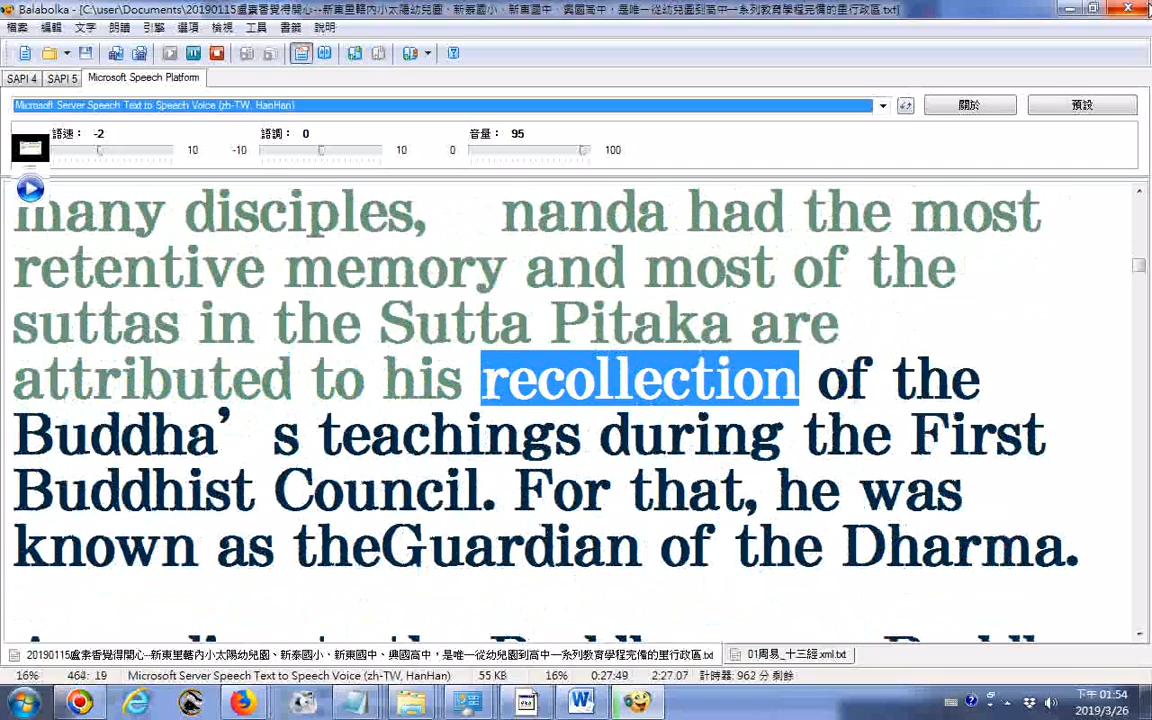 Balabolka - [C:\user\Documents\20190115盧素香覺得開心--新東里轄內小太陽幼兒園、新泰國小、新東國中、興國高中，是唯一從幼兒園到高中一系列教育學程完備的里行政區.txt]
檔案 編輯 文字 朗讀 引擎 選項 檢視 工具 書籤 說明
SAPI 4 SAPI 5 Microsoft Speech Platform
Microsoft Server Speech Text to Speech Voice (zh-TW, HanHan)
關於 預設
語速： -2 語調： 0 音量： 95
10 -10 10 0 100
many disciples, nanda had the most
retentive memory and most of the
suttas in the Sutta Pitaka are
attributed to his recollection of the
Buddha’s teachings during the First
Buddhist Council. For that, he was
known as theGuardian of the Dharma.
20190115盧素香覺得開心--新東里轄內小太陽幼兒園、新泰國小、新東國中、興國高中，是唯一從幼兒園到高中一系列教育學程完備的里行政區.txt 01周易_十三經.xml.txt
16% 464: 19 Microsoft Server Speech Text to Speech Voice (zh-TW, HanHan) 55 KB 16% 0:27:49 2:27.07 計時器: 962 分 剩餘
下午 01:54
2019/3/26